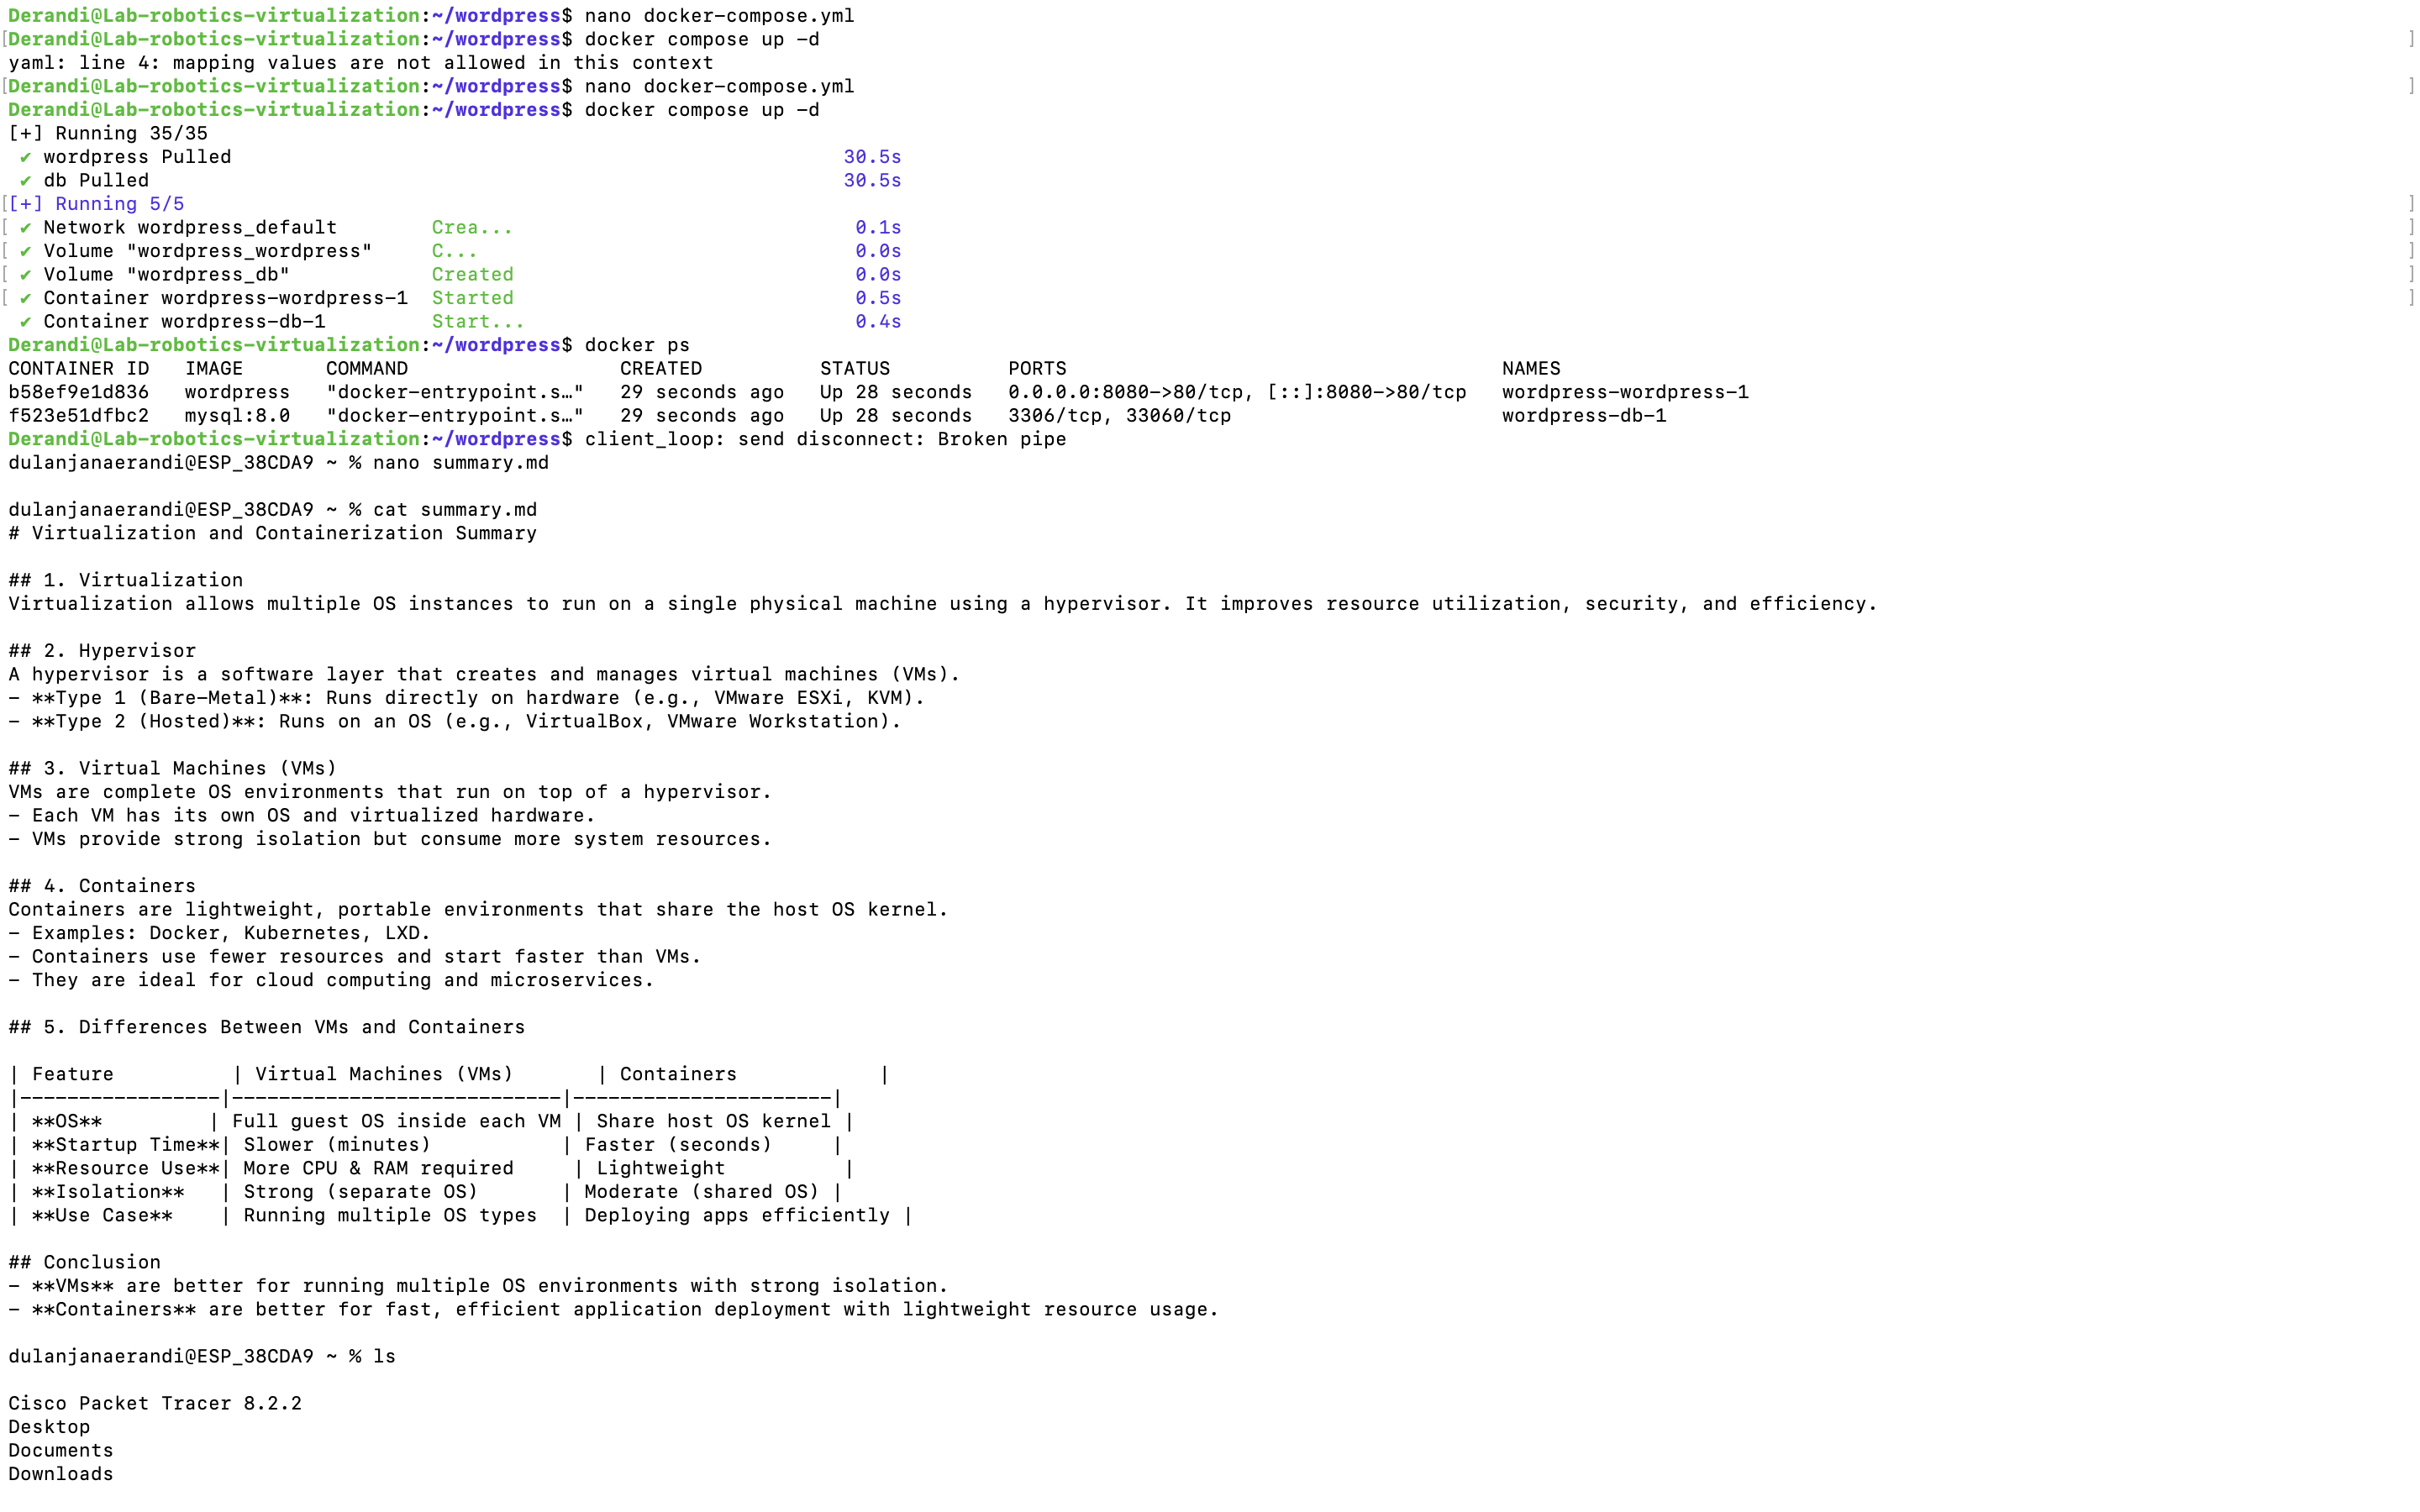 Derandi@Lab-robotics-virtualization:~/wordpress$ nano docker-compose.yml
[Derandi@Lab-robotics-virtualization:~/wordpress$ docker compose up -d ]
yaml: line 4: mapping values are not allowed in this context
[Derandi@Lab-robotics-virtualization:~/wordpress$ nano docker-compose.yml ]
Derandi@Lab-robotics-virtualization:~/wordpress$ docker compose up -d
[+] Running 35/35
✔ wordpress Pulled 30.5s
✔ db Pulled 30.5s
[[+] Running 5/5 ]
[ ✔ Network wordpress_default Crea... 0.1s ]
[ ✔ Volume "wordpress_wordpress" C... 0.0s ]
[ ✔ Volume "wordpress_db" Created 0.0s ]
[ ✔ Container wordpress-wordpress-1 Started 0.5s ]
✔ Container wordpress-db-1 Start... 0.4s
Derandi@Lab-robotics-virtualization:~/wordpress$ docker ps
CONTAINER ID IMAGE COMMAND CREATED STATUS PORTS NAMES
b58ef9e1d836 wordpress "docker-entrypoint.s…" 29 seconds ago Up 28 seconds 0.0.0.0:8080->80/tcp, [::]:8080->80/tcp wordpress-wordpress-1
f523e51dfbc2 mysql:8.0 "docker-entrypoint.s…" 29 seconds ago Up 28 seconds 3306/tcp, 33060/tcp wordpress-db-1
Derandi@Lab-robotics-virtualization:~/wordpress$ client_loop: send disconnect: Broken pipe
dulanjanaerandi@ESP_38CDA9 ~ % nano summary.md
dulanjanaerandi@ESP_38CDA9 ~ % cat summary.md
# Virtualization and Containerization Summary
## 1. Virtualization
Virtualization allows multiple OS instances to run on a single physical machine using a hypervisor. It improves resource utilization, security, and efficiency.
## 2. Hypervisor
A hypervisor is a software layer that creates and manages virtual machines (VMs).
- **Type 1 (Bare-Metal)**: Runs directly on hardware (e.g., VMware ESXi, KVM).
- **Type 2 (Hosted)**: Runs on an OS (e.g., VirtualBox, VMware Workstation).
## 3. Virtual Machines (VMs)
VMs are complete OS environments that run on top of a hypervisor.
- Each VM has its own OS and virtualized hardware.
- VMs provide strong isolation but consume more system resources.
## 4. Containers
Containers are lightweight, portable environments that share the host OS kernel.
- Examples: Docker, Kubernetes, LXD.
- Containers use fewer resources and start faster than VMs.
- They are ideal for cloud computing and microservices.
## 5. Differences Between VMs and Containers
| Feature | Virtual Machines (VMs) | Containers |
|-----------------|----------------------------|----------------------|
| **OS** | Full guest OS inside each VM | Share host OS kernel |
| **Startup Time**| Slower (minutes) | Faster (seconds) |
| **Resource Use**| More CPU & RAM required | Lightweight |
| **Isolation** | Strong (separate OS) | Moderate (shared OS) |
| **Use Case** | Running multiple OS types | Deploying apps efficiently |
## Conclusion
- **VMs** are better for running multiple OS environments with strong isolation.
- **Containers** are better for fast, efficient application deployment with lightweight resource usage.
dulanjanaerandi@ESP_38CDA9 ~ % ls
Cisco Packet Tracer 8.2.2
Desktop
Documents
Downloads